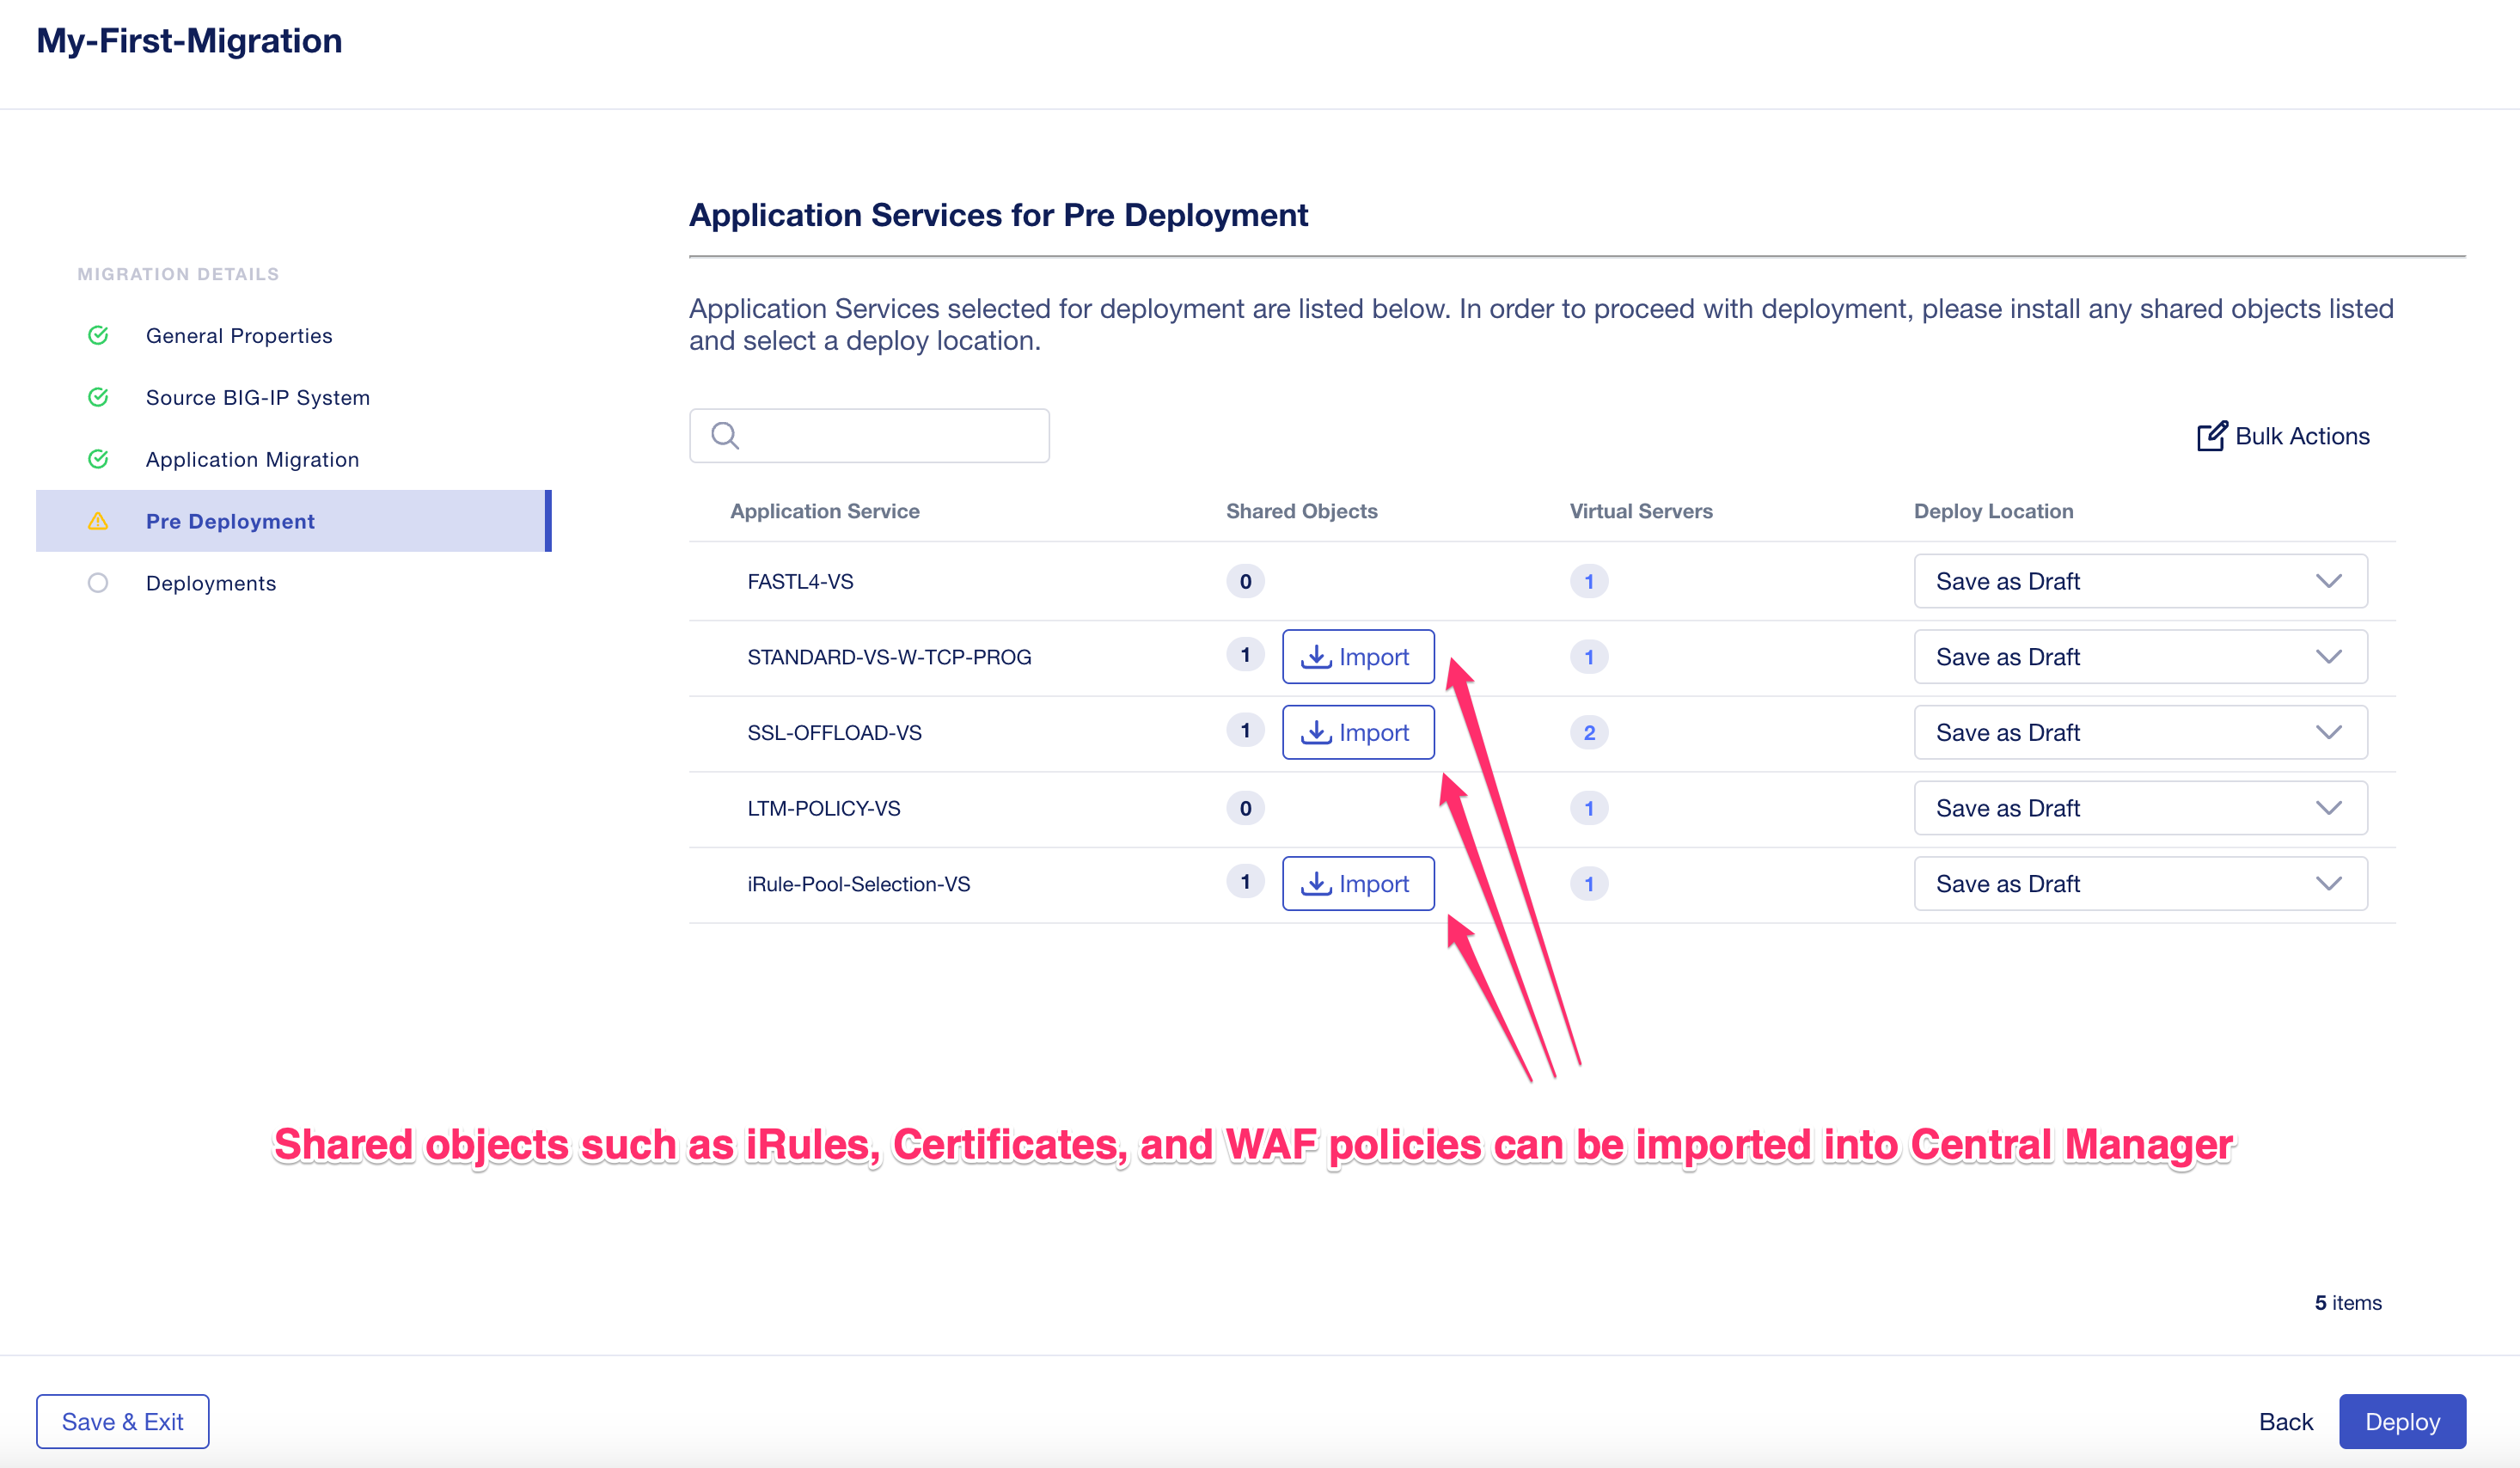 My-First-Migration
MIGRATION DETAILS
General Properties
Source BIG-IP System
Application Migration
Pre Deployment
Deployments
Application Services for Pre Deployment
Application Services selected for deployment are listed below. In order to proceed with deployment, please install any shared objects listed
and select a deploy location.
Bulk Actions
Application Service Shared Objects Virtual Servers Deploy Location
FASTL4-VS 0 1 Save as Draft
STANDARD-VS-W-TCP-PROG 1 Import 1 Save as Draft
SSL-OFFLOAD-VS 1 Import 2 Save as Draft
LTM-POLICY-VS 0 1 Save as Draft
iRule-Pool-Selection-VS 1 Import 1 Save as Draft
Shared objects such as iRules, Certificates, and WAF policies can be imported into Central Manager
5 items
Save & Exit Back Deploy